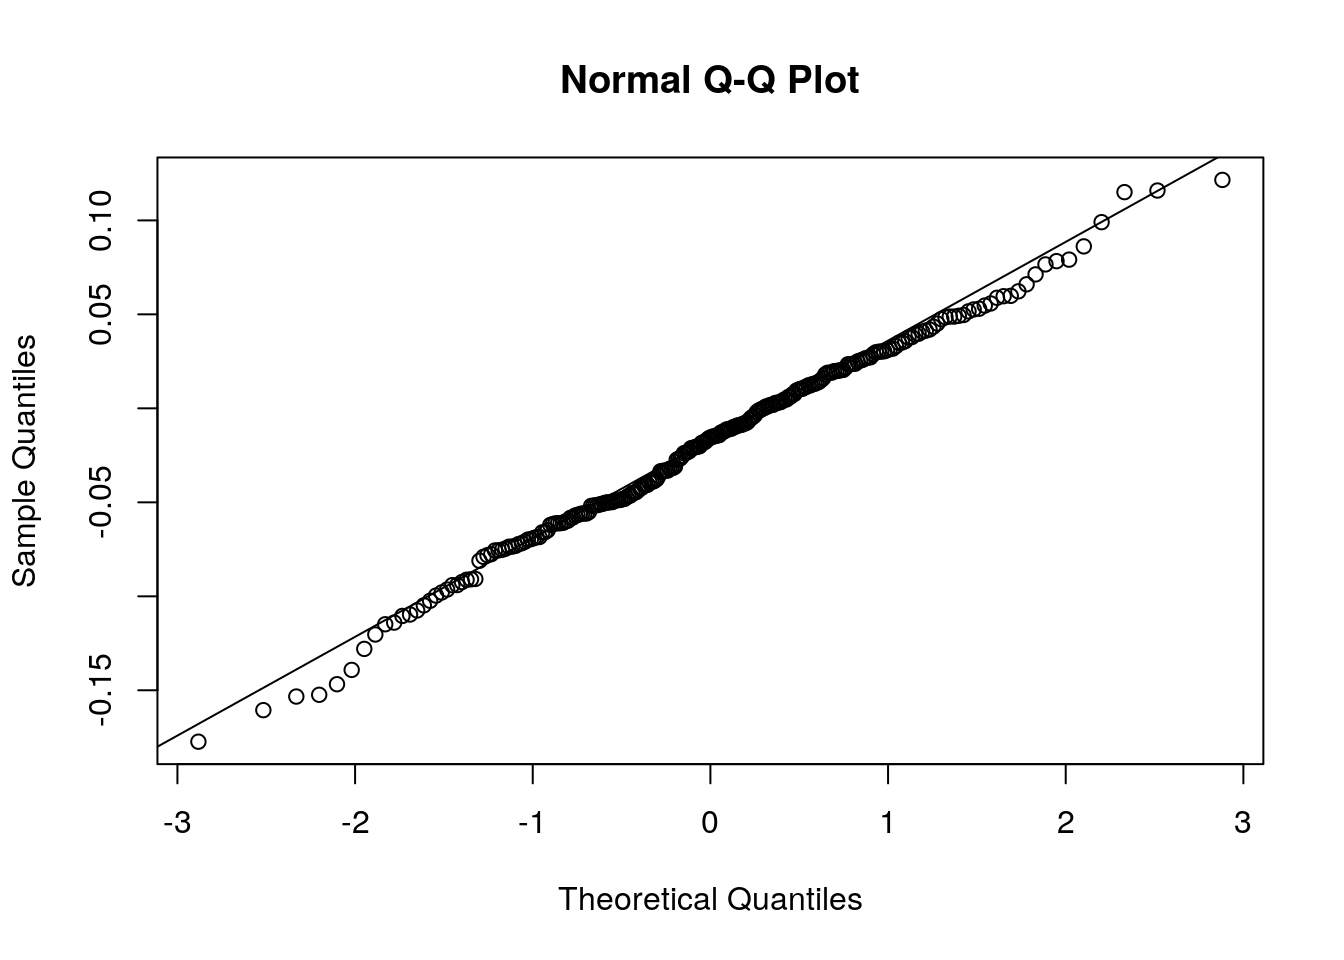 Normal Q-Q Plot
Sample Quantiles
0.10
0.05
-0.05
-0.15
-3 -2 -1 0 1 2 3
Theoretical Quantiles